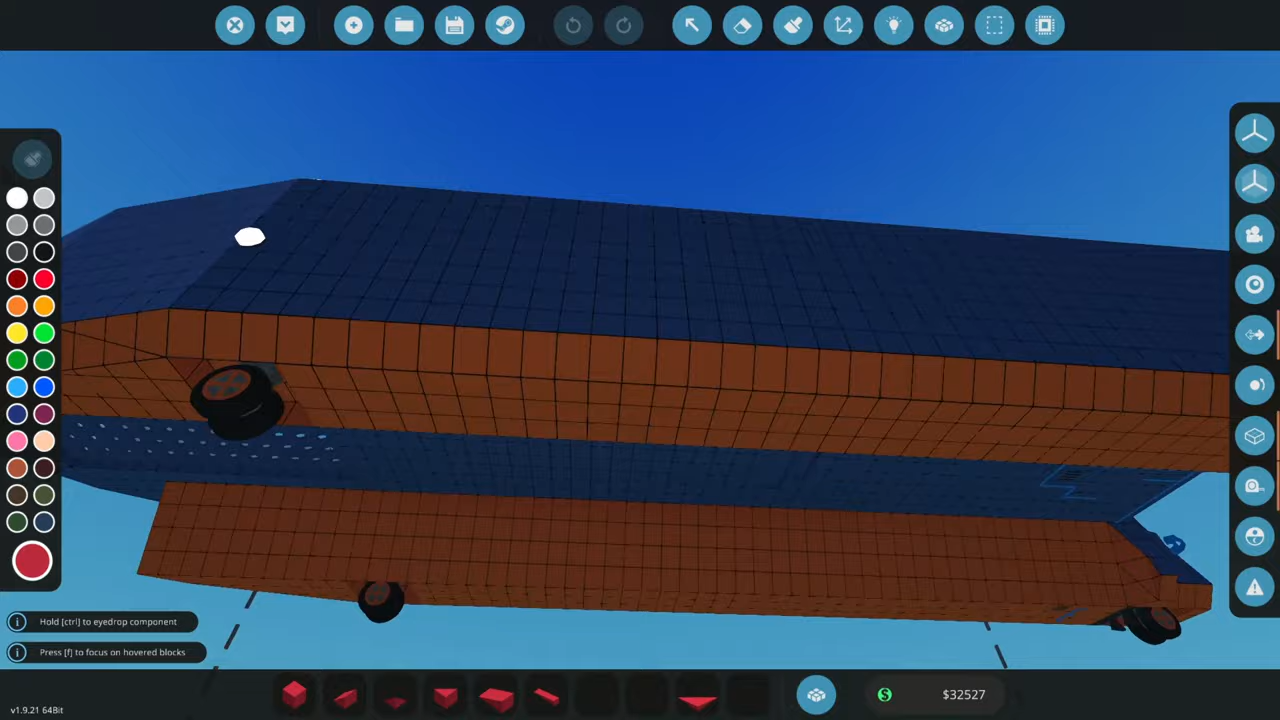 Hold [ctrl] to eyedrop component
Press [f] to focus on hovered blocks
$ $32527
v1.9.21 64Bit